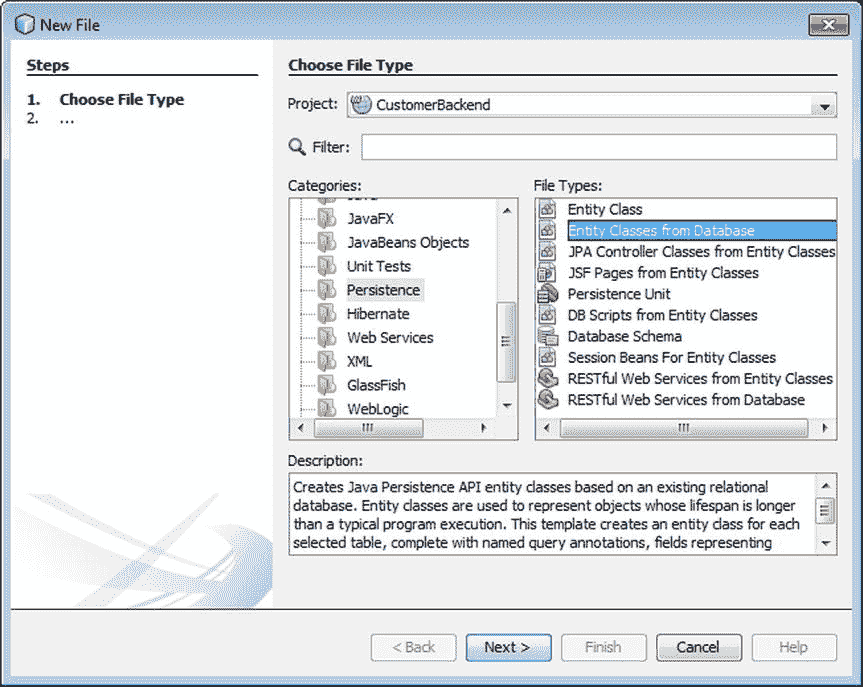 New File
Steps
1. Choose File Type
2. ...
Choose File Type
Project: CustomerBackend
Filter:
Categories:
JavaFX
JavaBeans Objects
Unit Tests
Persistence
Hibernate
Web Services
XML
GlassFish
WebLogic
File Types:
Entity Class
Entity Classes from Database
JPA Controller Classes from Entity Classes
JSF Pages from Entity Classes
Persistence Unit
DB Scripts from Entity Classes
Database Schema
Session Beans For Entity Classes
RESTful Web Services from Entity Classes
RESTful Web Services from Database
Description:
Creates Java Persistence API entity classes based on an existing relational
database. Entity classes are used to represent objects whose lifespan is longer
than a typical program execution. This template creates an entity class for each
selected table, complete with named query annotations, fields representing
< Back Next > Finish Cancel Help